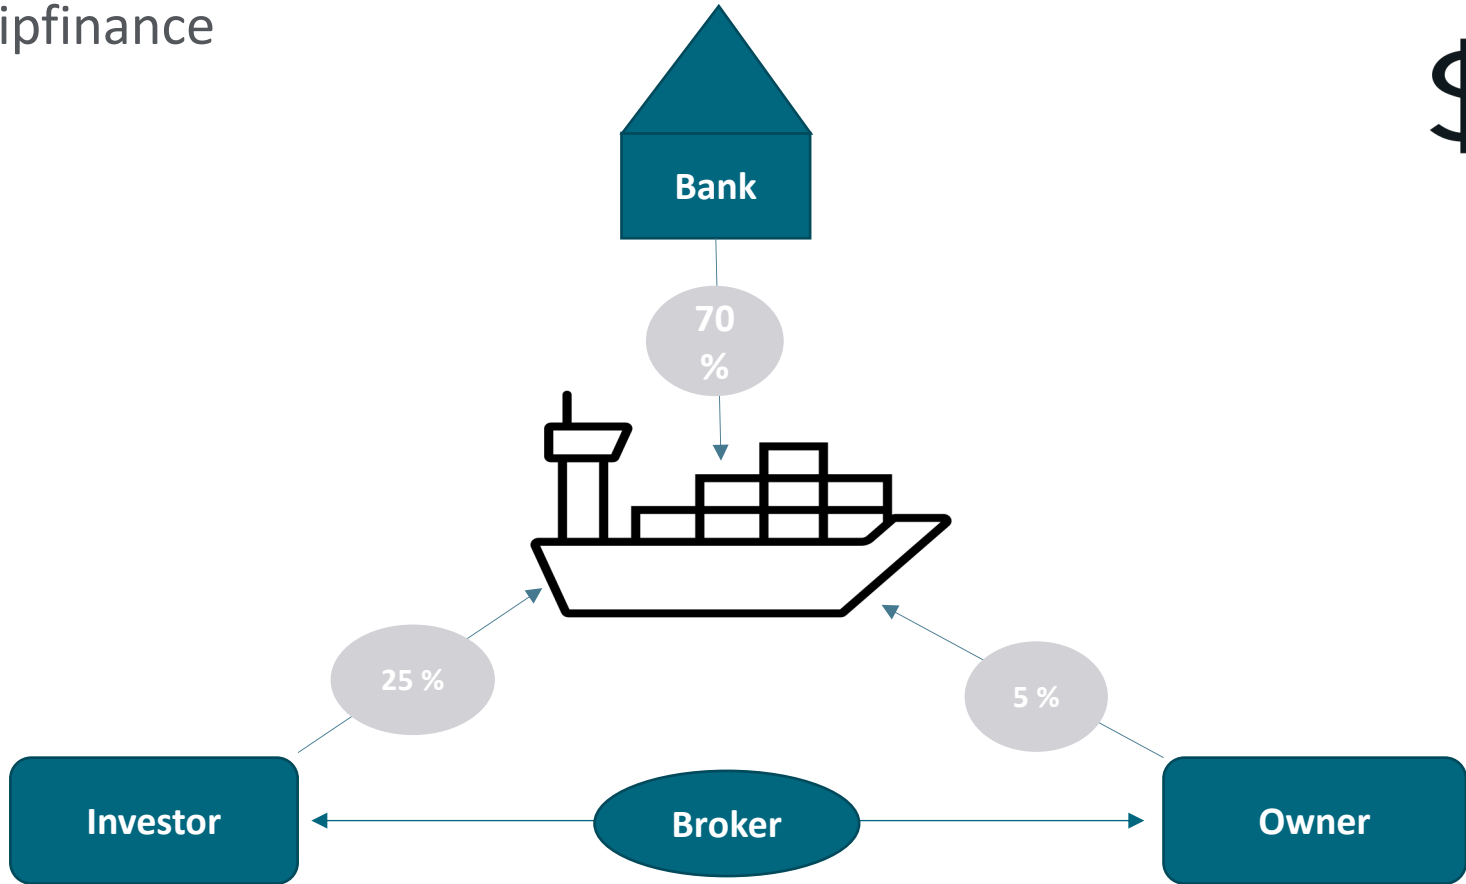 ipfinance
$
Bank
70
%
25 %
5 %
Investor
Broker
Owner